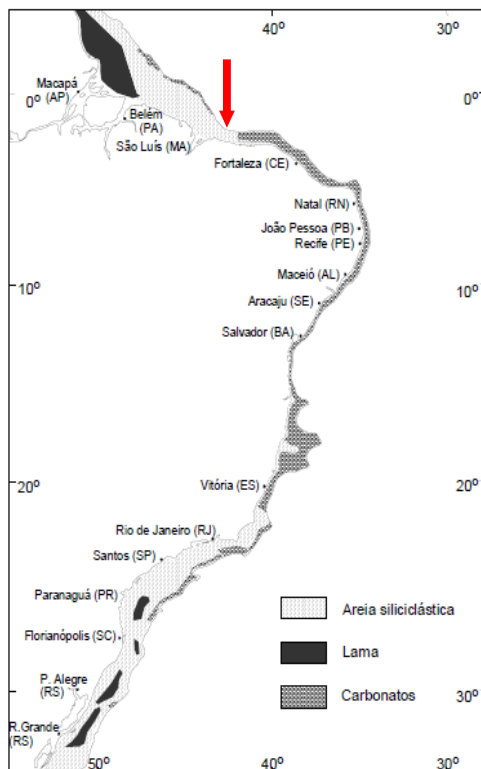 40º
30º
Macapá
(AP)
0º
0º
Belém
(PA)
São Luís (MA)
Fortaleza (CE)
Natal (RN)
João Pessoa (PB)
Recife (PE)
Maceió (AL)
10º
10º
Aracaju (SE)
Salvador (BA)
Vitória (ES)
20º
20º
Rio de Janeiro (RJ)
Santos (SP)
Paranaguá (PR)
Areia siliciclástica
Florianópolis (SC)
Lama
P. Alegre
(RS)
Carbonatos
30º
R.Grande
(RS)
50º
40º
30º